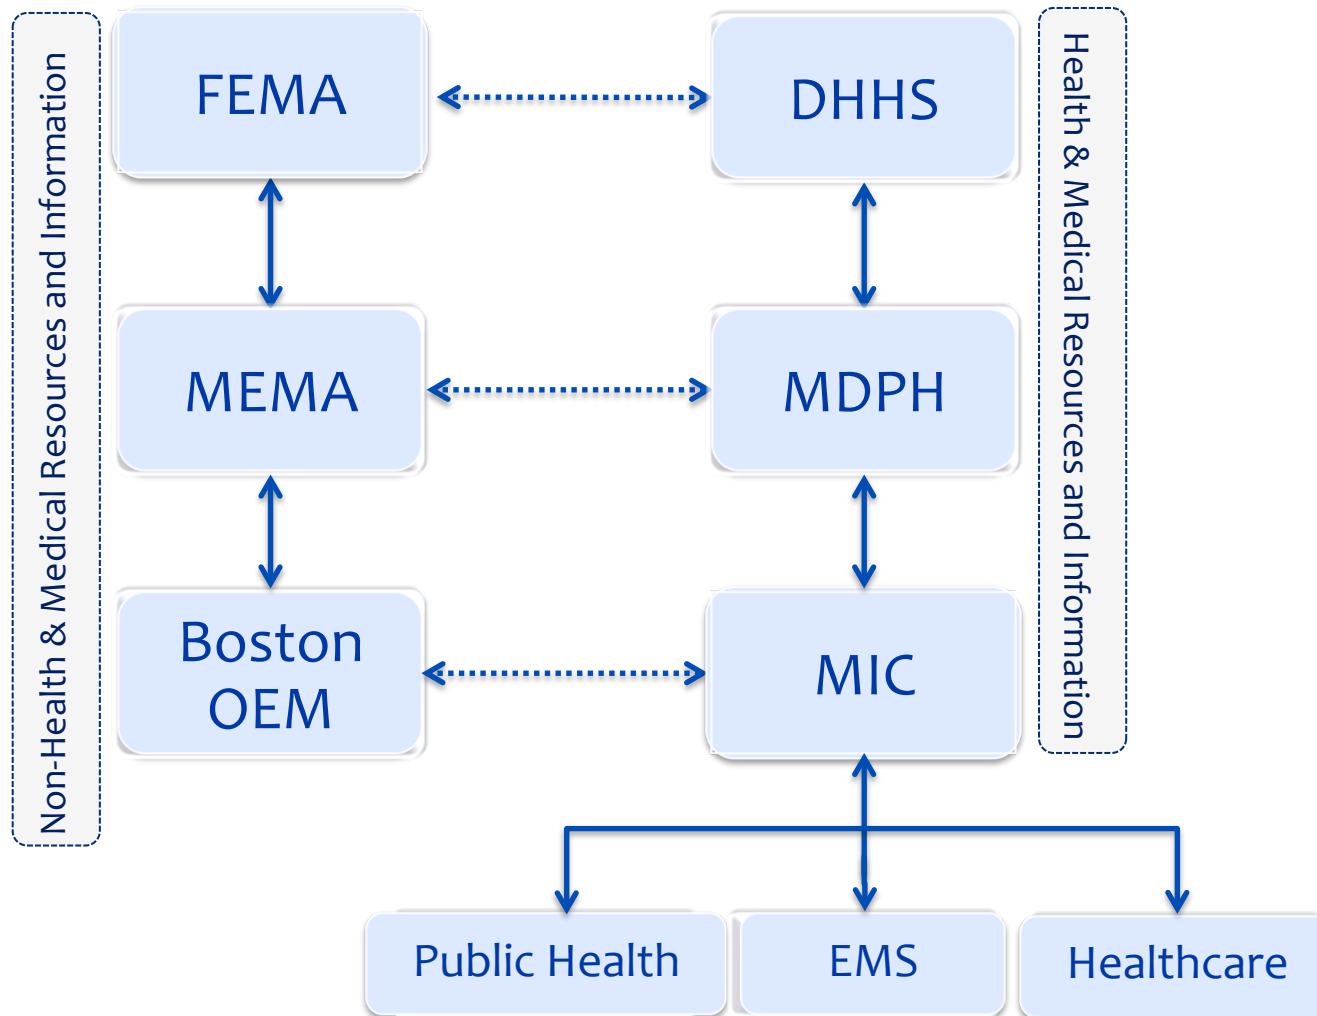 Non-Health & Medical Resources and Information
FEMA
DHHS
Health & Medical Resources and Information
MEMA
MDPH
Boston
OEM
MIC
Public Health
EMS
Healthcare